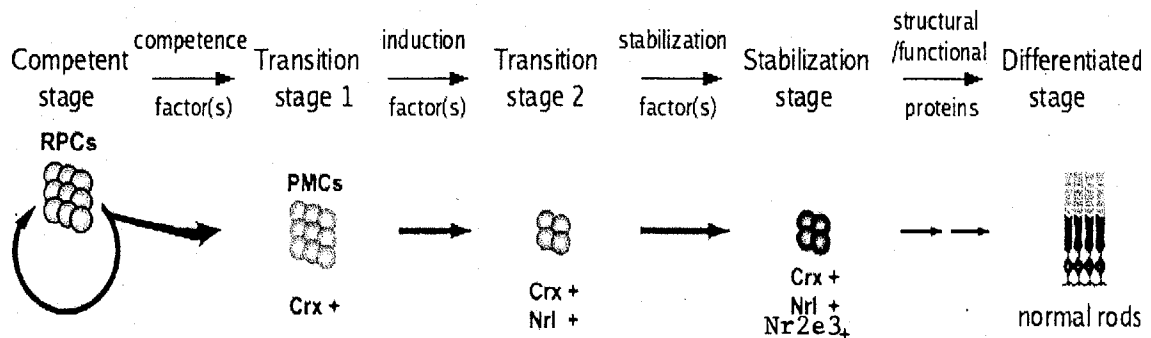 Competent stage
competence factor(s)
Transition stage 1
induction factor(s)
Transition stage 2
stabilization factor(s)
Stabilization stage
structural /functional proteins
Differentiated stage
RPCs
PMCs
Crx +
Crx +
Nrl +
Crx +
Nrl +
Nr2e3+
normal rods